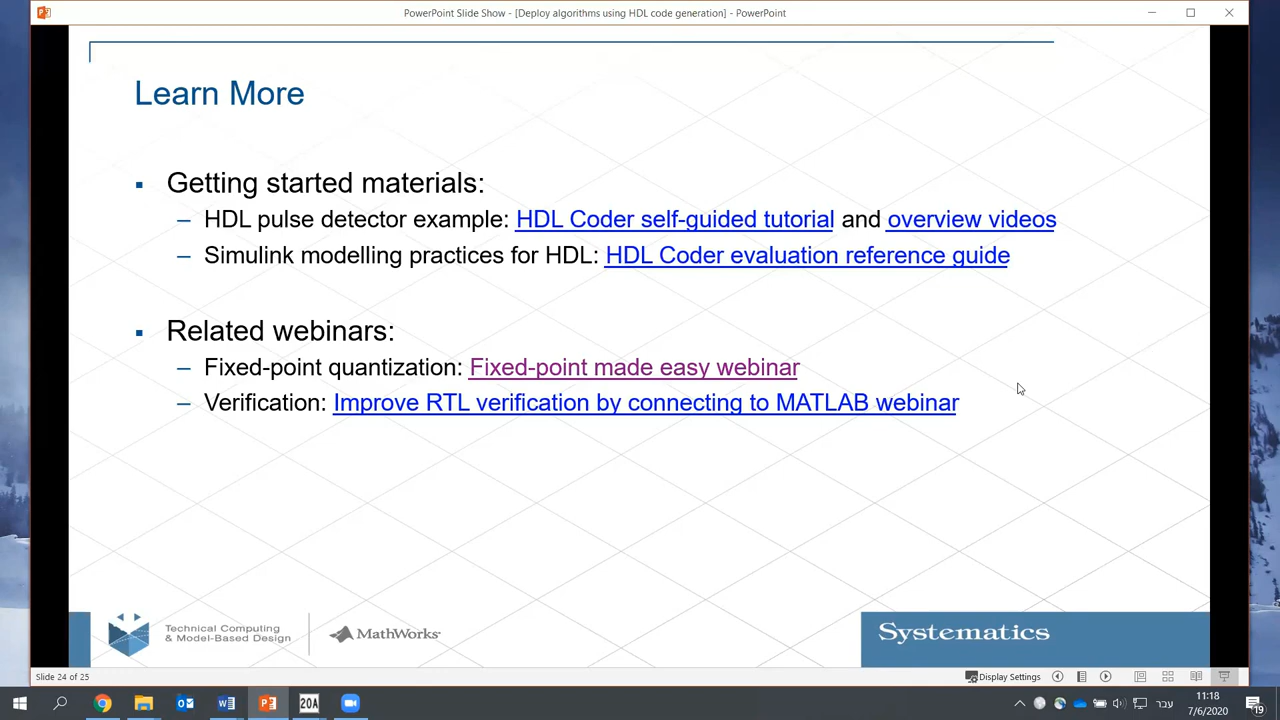 PowerPoint Slide Show - [Deploy algorithms using HDL code generation] - PowerPoint
Learn More
▪ Getting started materials:
– HDL pulse detector example: HDL Coder self-guided tutorial and overview videos
– Simulink modelling practices for HDL: HDL Coder evaluation reference guide
▪ Related webinars:
– Fixed-point quantization: Fixed-point made easy webinar
– Verification: Improve RTL verification by connecting to MATLAB webinar
Technical Computing
& Model-Based Design
MathWorks
Systematics
Slide 24 of 25
Display Settings
20A
עבר
11:18
7/6/2020
19